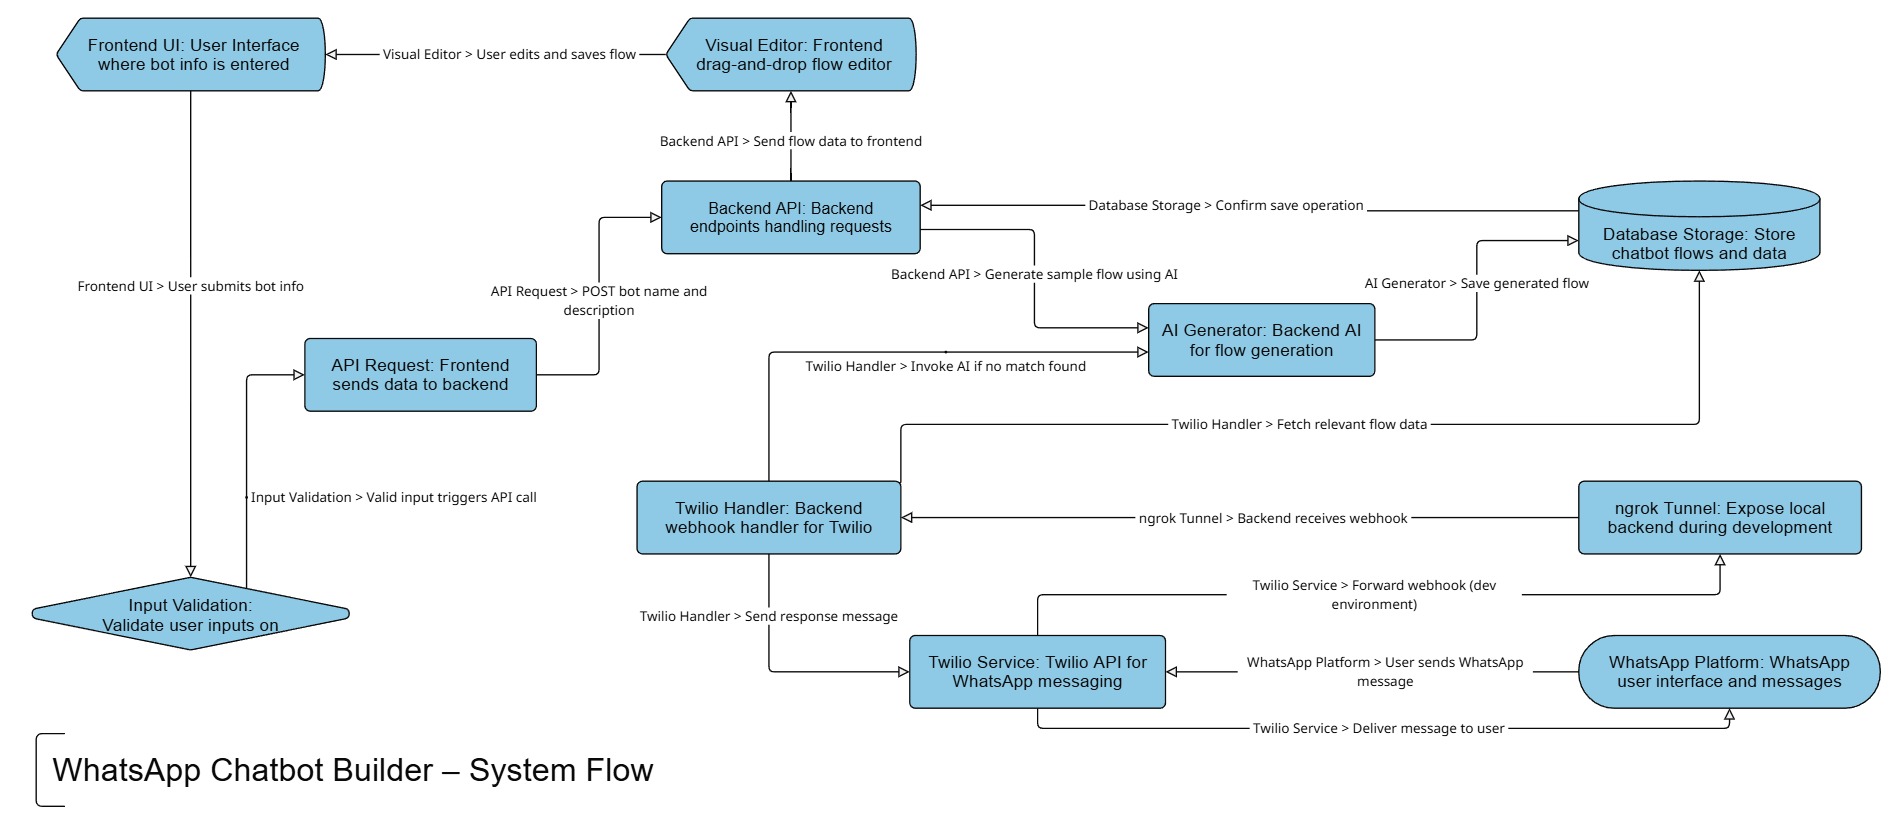 Frontend UI: User Interface
where bot info is entered
Visual Editor > User edits and saves flow
Visual Editor: Frontend
drag-and-drop flow editor
Backend API > Send flow data to frontend
Backend API: Backend
endpoints handling requests
Database Storage > Confirm save operation
Database Storage: Store
chatbot flows and data
Backend API > Generate sample flow using AI
AI Generator > Save generated flow
Frontend UI > User submits bot info
API Request > POST bot name and
description
AI Generator: Backend AI
for flow generation
API Request: Frontend
sends data to backend
Twilio Handler > Invoke AI if no match found
Twilio Handler > Fetch relevant flow data
Input Validation > Valid input triggers API call
Twilio Handler: Backend
webhook handler for Twilio
ngrok Tunnel > Backend receives webhook
ngrok Tunnel: Expose local
backend during development
Twilio Service > Forward webhook (dev
environment)
Input Validation:
Validate user inputs on
Twilio Handler > Send response message
Twilio Service: Twilio API for
WhatsApp messaging
WhatsApp Platform > User sends WhatsApp
message
WhatsApp Platform: WhatsApp
user interface and messages
Twilio Service > Deliver message to user
WhatsApp Chatbot Builder – System Flow